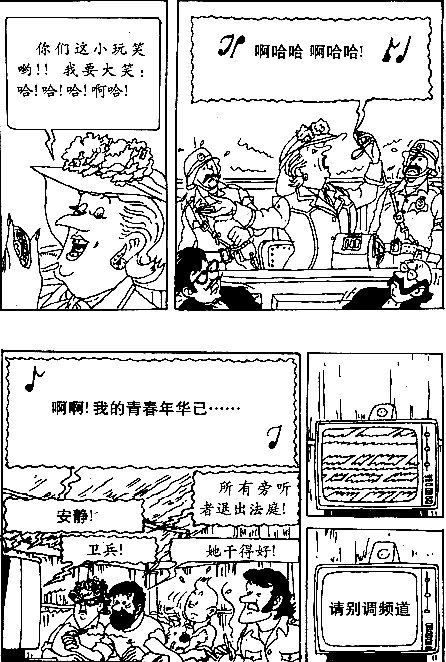 你们这小玩笑
哟!! 我要大笑:
哈!哈!哈!啊哈!
啊哈哈 啊哈哈!
啊啊!我的青春年华己……
安静!
所有旁听
者退出法庭!
卫兵!
她干得好!
请别调频道